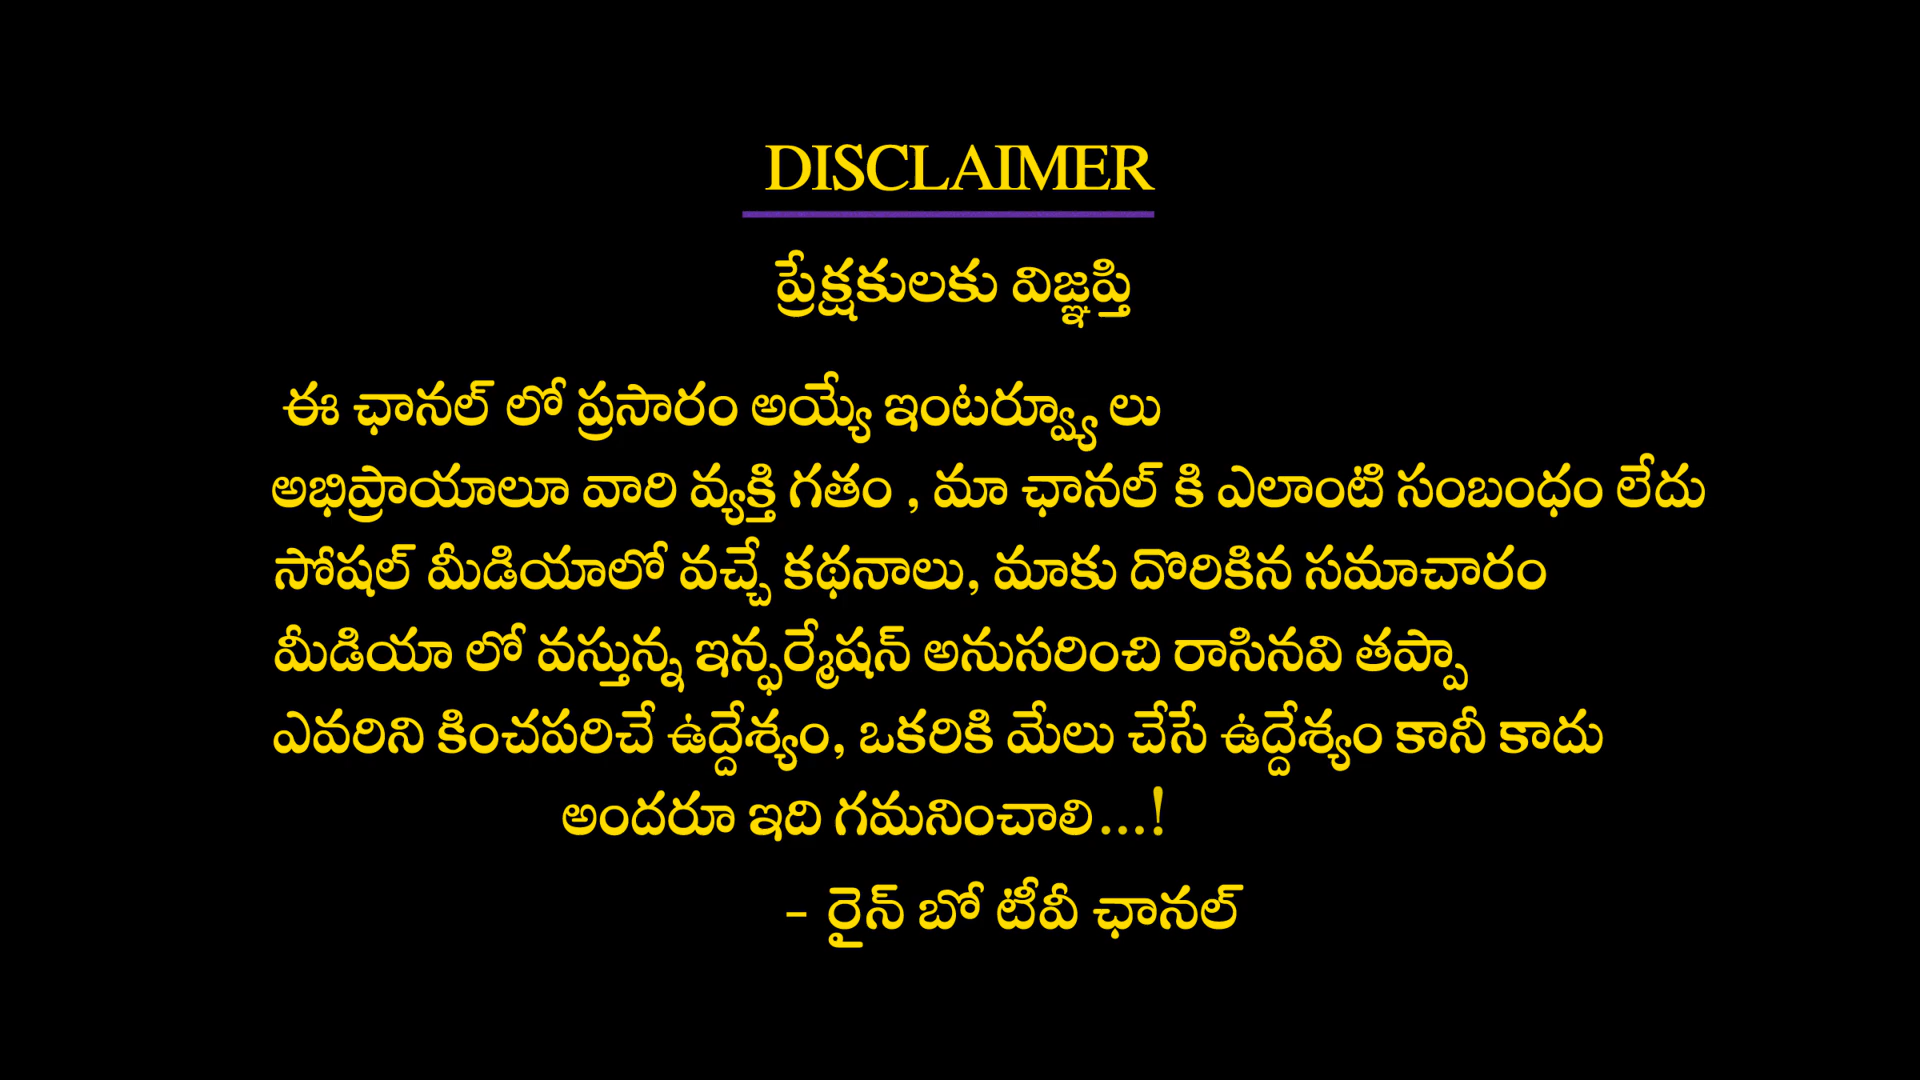 DISCLAIMER
ప్రేక్షకులకు విజ్ఞప్తి
ఈ ఛానల్ లో ప్రసారం అయ్యే ఇంటర్వ్యూ లు
అభిప్రాయాలూ వారి వ్యక్తి గతం , మా ఛానల్ కి ఎలాంటి సంబంధం లేదు
సోషల్ మీడియాలో వచ్చే కథనాలు, మాకు దొరికిన సమాచారం
మీడియా లో వస్తున్న ఇన్ఫర్మేషన్ అనుసరించి రాసినవి తప్పా
ఎవరిని కించపరిచే ఉద్దేశ్యం, ఒకరికి మేలు చేసే ఉద్దేశ్యం కానీ కాదు
అందరూ ఇది గమనించాలి...!
- రైన్ బో టీవీ ఛానల్